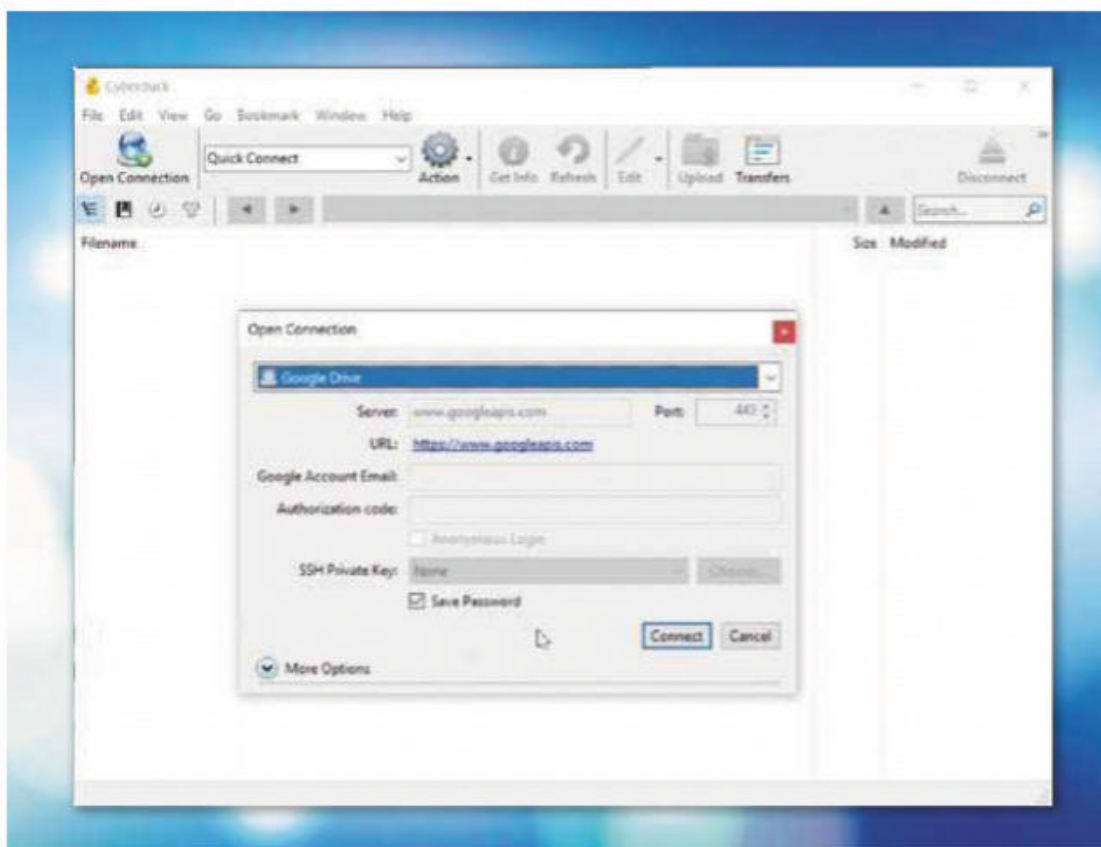 Cyberduck
File Edit View Go Bookmark Window Help
Open Connection
Quick Connect
Action
Get Info
Refresh
Edit
Upload
Transfers
Disconnect
Search...
Filename
Size
Modified
Open Connection
Google Drive
Server: www.googleapis.com Port: 443
URL: https://www.googleapis.com
Google Account Email:
Authorization code:
Anonymous Login
SSH Private Key: None Choose...
Save Password
Connect Cancel
More Options